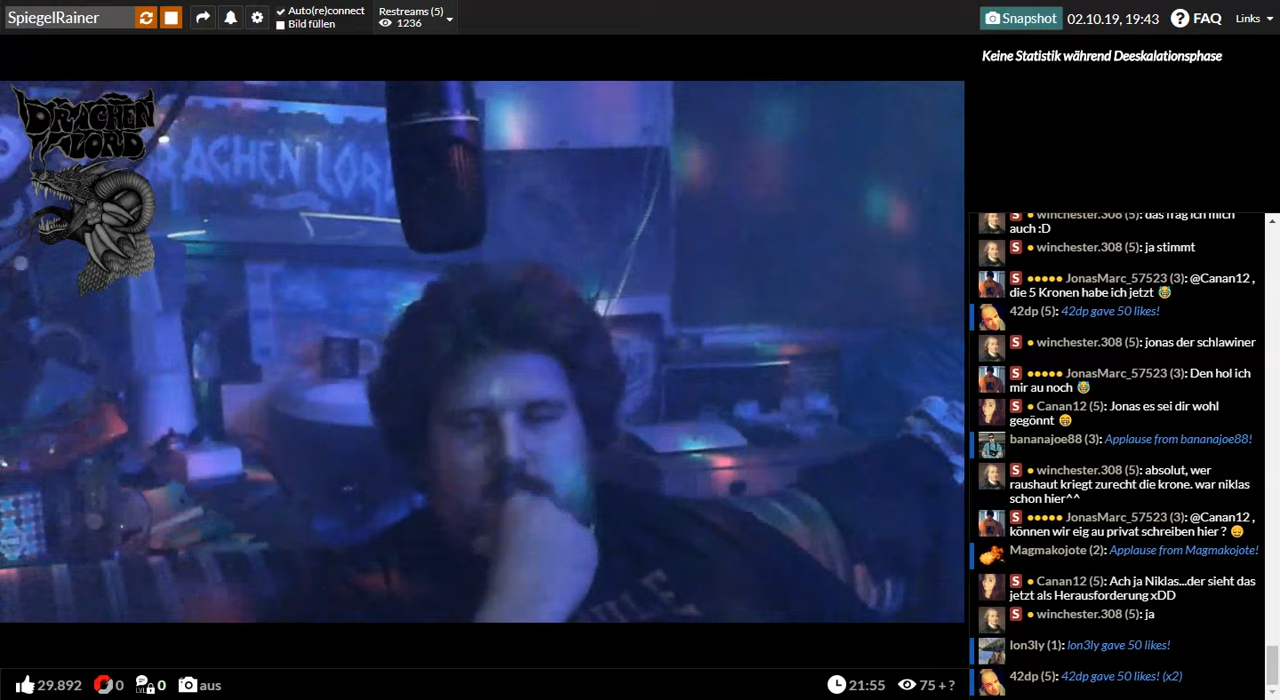 SpiegelRainer
Auto(re)connect
Bild füllen
Restreams (5)
1236
Snapshot
02.10.19, 19:43
FAQ
Links
Keine Statistik während Deeskalationsphase
DRACHEN
LORD
RACHEN LOR
S winchester.308 (5): das frag ich mich
auch :D
S winchester.308 (5): ja stimmt
S JonasMarc_57523 (3): @Canan12 ,
die 5 Kronen habe ich jetzt 😭
42dp (5): 42dp gave 50 likes!
S winchester.308 (5): jonas der schlawiner
S JonasMarc_57523 (3): Den hol ich
mir au noch 😭
S Canan12 (5): Jonas es sei dir wohl
gegönnt 😁
bananajoe88 (3): Applause from bananajoe88!
S winchester.308 (5): absolut, wer
raushaut kriegt zurecht die krone. war niklas
schon hier^^
S JonasMarc_57523 (3): @Canan12 ,
können wir eig au privat schreiben hier ? 😊
Magmakojote (2): Applause from Magmakojote!
S Canan12 (5): Ach ja Niklas...der sieht das
jetzt als Herausforderung xDD
S winchester.308 (5): ja
lon3ly (1): lon3ly gave 50 likes!
42dp (5): 42dp gave 50 likes! (x2)
29.892
0
LVL
0
aus
21:55
75 + ?